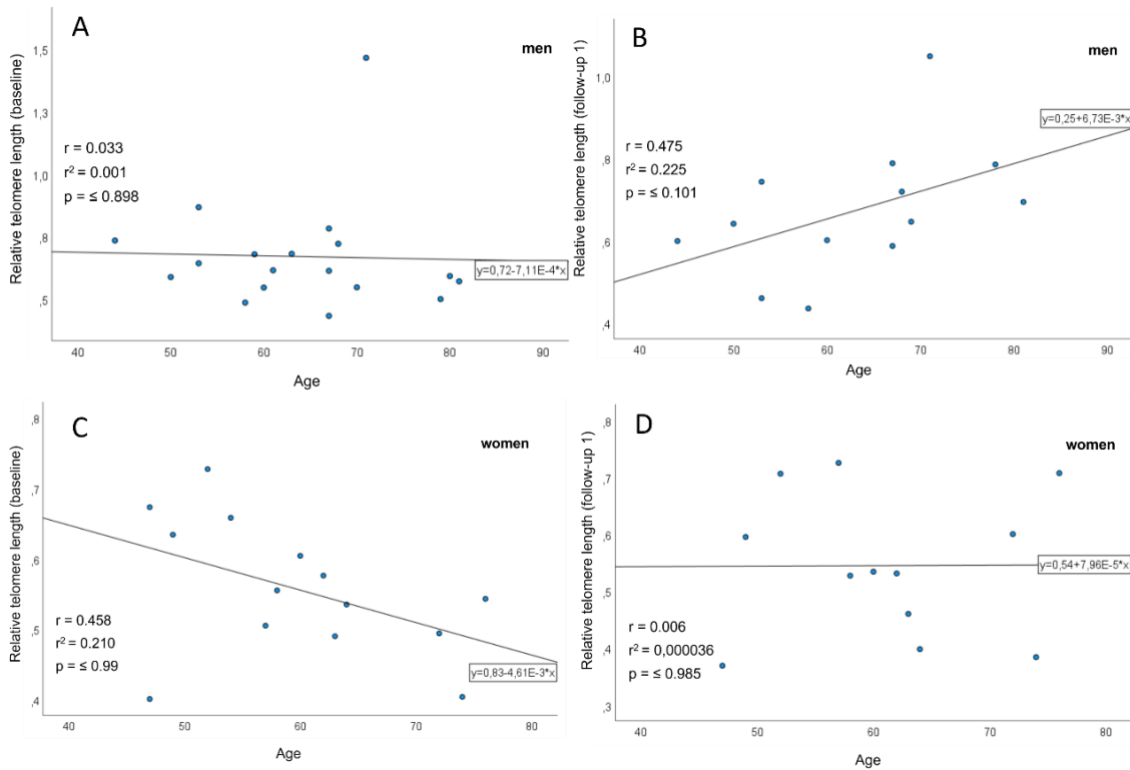 A
men
Relative telomere length (baseline)
1,5
1,3
1,0
,8
,5
r = 0.033
r² = 0.001
p = ≤ 0.898
y=0,72-7,11E-4*x
40 50 60 70 80 90
Age
B
men
Relative telomere length (follow-up 1)
1,0
,8
,6
,4
r = 0.475
r² = 0.225
p = ≤ 0.101
y=0,25+6,73E-3*x
40 50 60 70 80 90
Age
C
women
Relative telomere length (baseline)
,8
,7
,6
,5
,4
r = 0.458
r² = 0.210
p = ≤ 0.99
y=0,83-4,61E-3*x
40 50 60 70 80
Age
D
women
Relative telomere length (follow-up 1)
,8
,7
,6
,5
,4
,3
r = 0.006
r² = 0,000036
p = ≤ 0.985
y=0,54+7,96E-5*x
40 50 60 70 80
Age